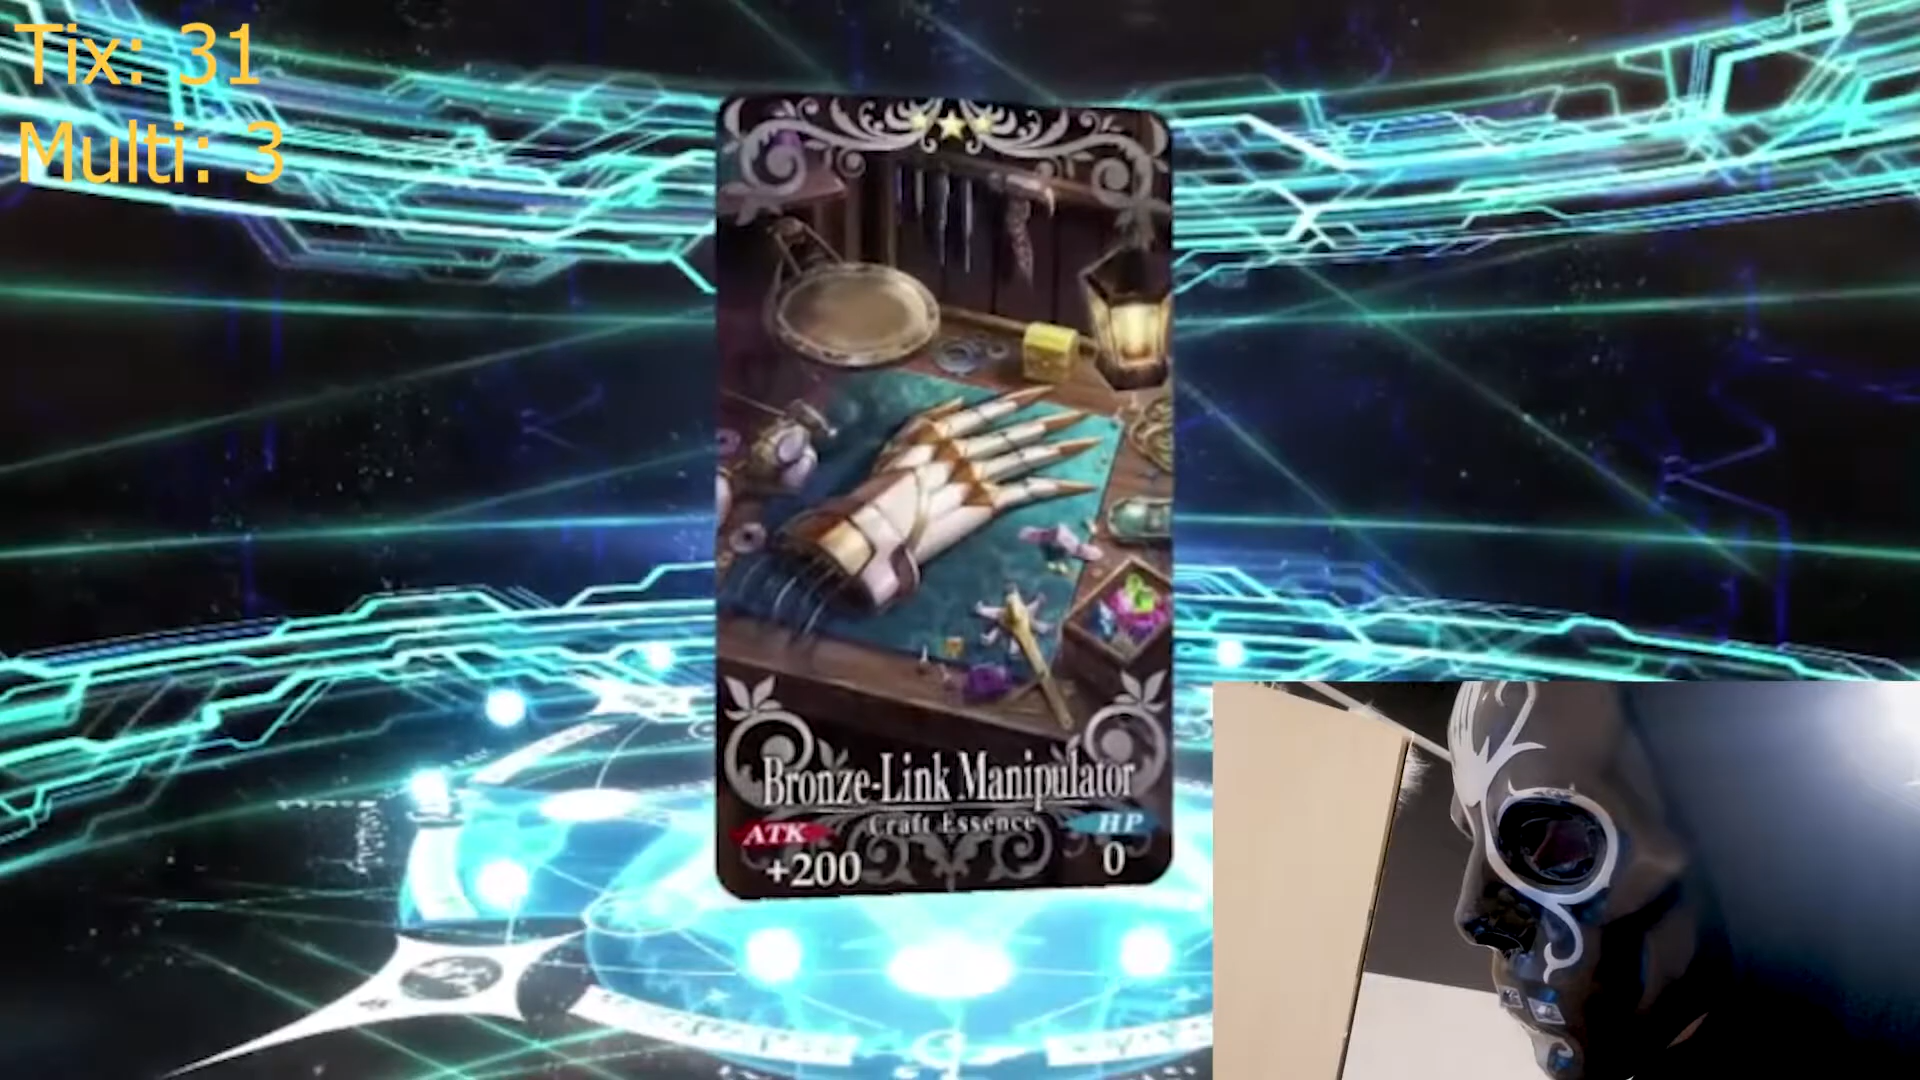 Tix: 31
Multi: 3
Bronze-Link Manipulator
Craft Essence
ATK
HP
+200
0